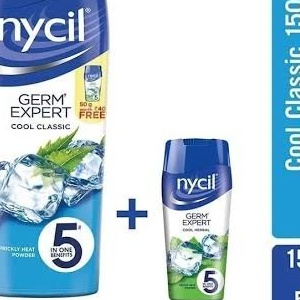 nycil
GERM
EXPERT
COOL CLASSIC
50 g
FREE
5
IN ONE
BENEFITS
PRICKLY HEAT
POWDER
+
nycil
GERM
EXPERT
COOL HERBAL
5
Cool Classic 150
15